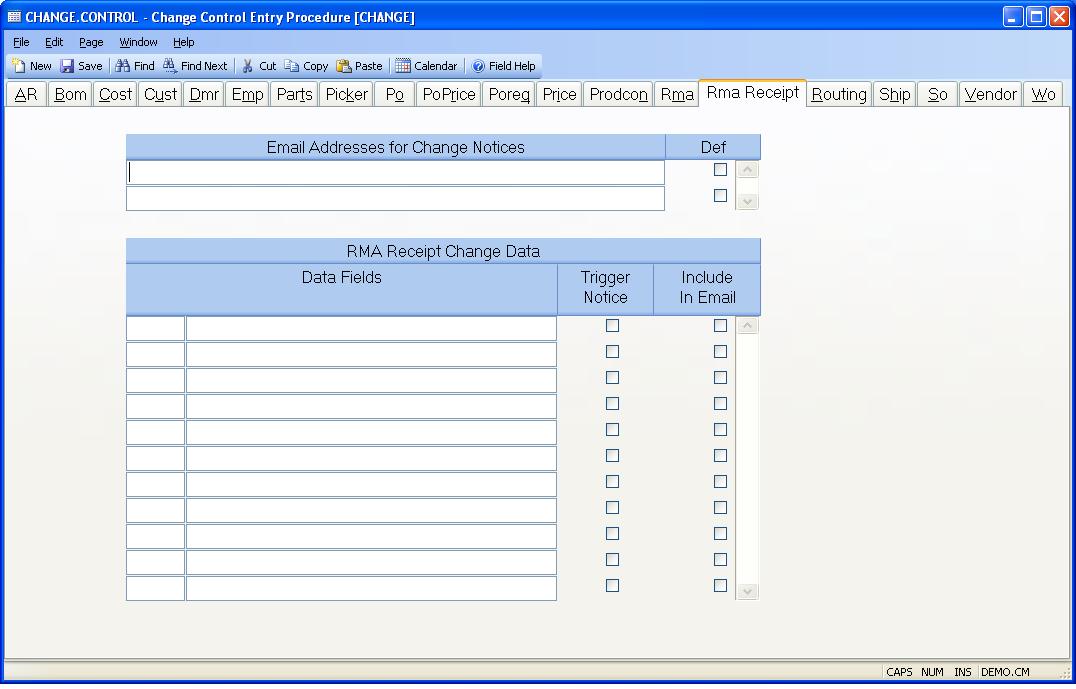 CHANGE.CONTROL - Change Control Entry Procedure [CHANGE]
File Edit Page Window Help
New Save Find Find Next Cut Copy Paste Calendar Field Help
AR Bom Cost Cust Dmr Emp Parts Picker Po PoPrice Poreq Price Prodcon Rma Rma Receipt Routing Ship So Vendor Wo
Email Addresses for Change Notices Def
RMA Receipt Change Data
Data Fields Trigger Notice Include In Email
CAPS NUM INS DEMO.CM